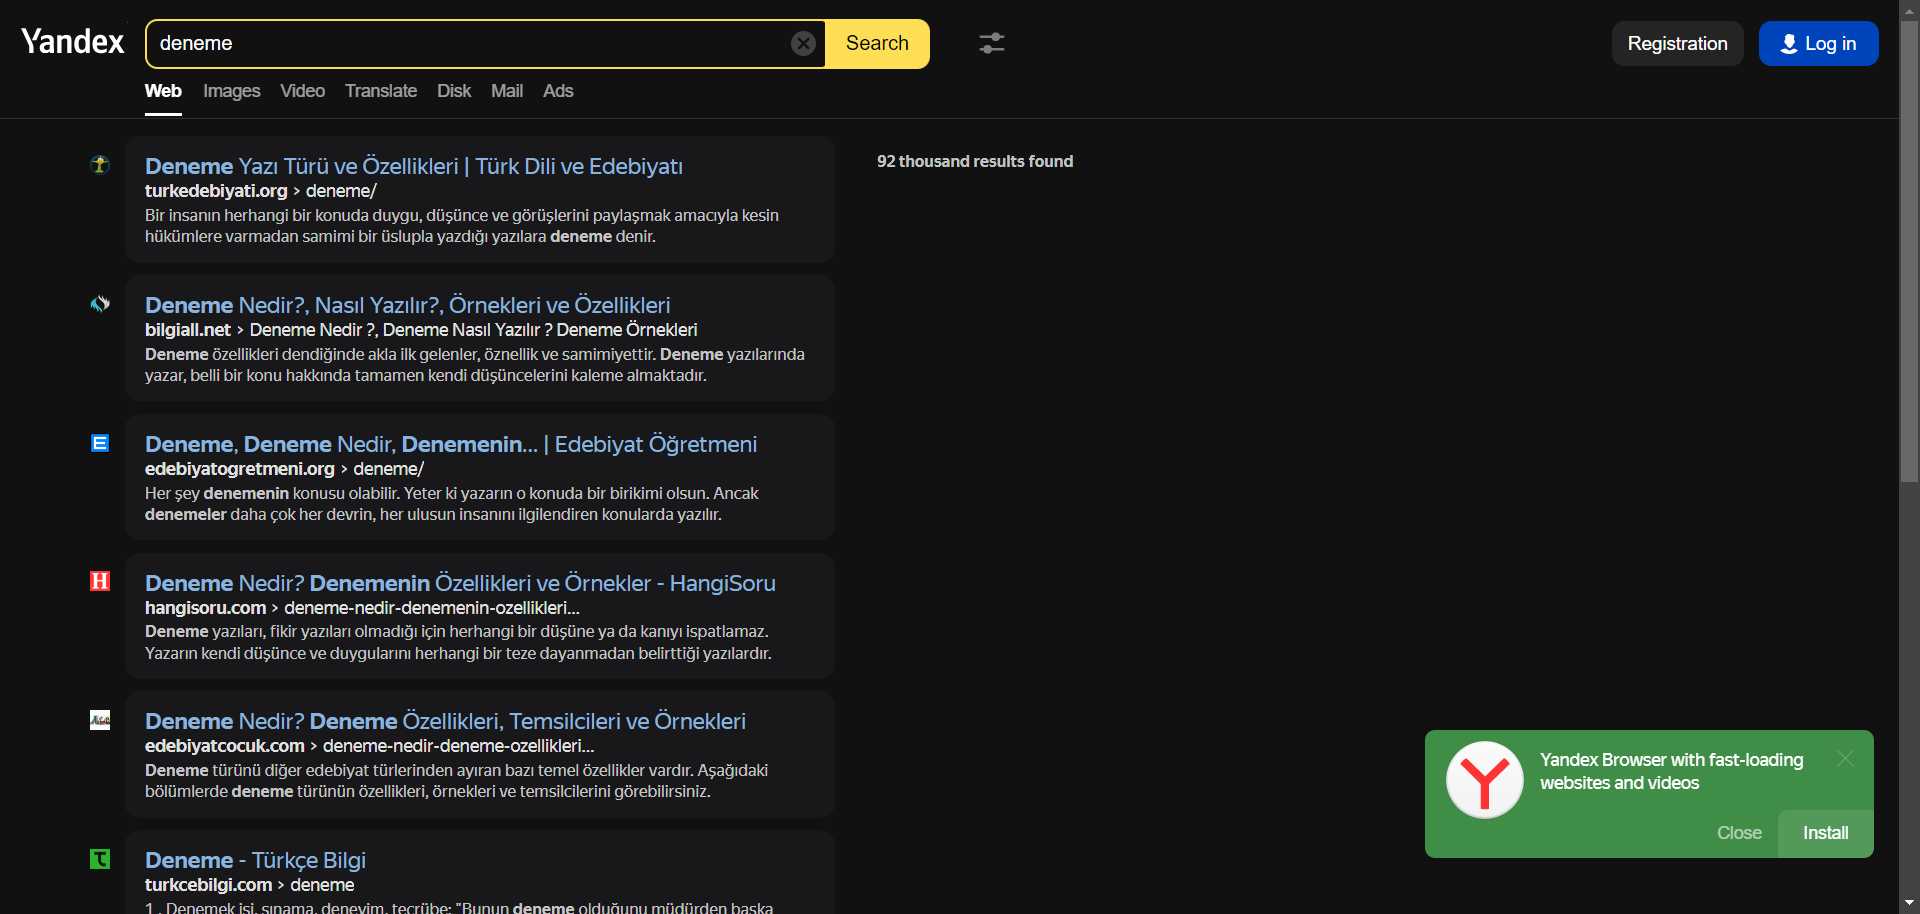 Yandex
deneme
Search
Registration
Log in
Web Images Video Translate Disk Mail Ads
Deneme Yazı Türü ve Özellikleri | Türk Dili ve Edebiyatı
turkedebiyati.org › deneme/
Bir insanın herhangi bir konuda duygu, düşünce ve görüşlerini paylaşmak amacıyla kesin
hükümlere varmadan samimi bir üslupla yazdığı yazılara deneme denir.
92 thousand results found
Deneme Nedir?, Nasıl Yazılır?, Örnekleri ve Özellikleri
bilgiall.net › Deneme Nedir ?, Deneme Nasıl Yazılır ? Deneme Örnekleri
Deneme özellikleri dendiğinde akla ilk gelenler, öznellik ve samimiyettir. Deneme yazılarında
yazar, belli bir konu hakkında tamamen kendi düşüncelerini kaleme almaktadır.
E
Deneme, Deneme Nedir, Denemenin... | Edebiyat Öğretmeni
edebiyatogretmeni.org › deneme/
Her şey denemenin konusu olabilir. Yeter ki yazarın o konuda bir birikimi olsun. Ancak
denemeler daha çok her devrin, her ulusun insanını ilgilendiren konularda yazılır.
H
Deneme Nedir? Denemenin Özellikleri ve Örnekler - HangiSoru
hangisoru.com › deneme-nedir-denemenin-ozellikleri...
Deneme yazıları, fikir yazıları olmadığı için herhangi bir düşüne ya da kanıyı ispatlamaz.
Yazarın kendi düşünce ve duygularını herhangi bir teze dayanmadan belirttiği yazılardır.
Deneme Nedir? Deneme Özellikleri, Temsilcileri ve Örnekleri
edebiyatcocuk.com › deneme-nedir-deneme-ozellikleri...
Deneme türünü diğer edebiyat türlerinden ayıran bazı temel özellikler vardır. Aşağıdaki
bölümlerde deneme türünün özellikleri, örnekleri ve temsilcilerini görebilirsiniz.
Deneme - Türkçe Bilgi
turkcebilgi.com › deneme
1 . Denemek işi, sınama, deneyim, tecrübe: "Bunun deneme olduğunu müdürden başka
Y
Yandex Browser with fast-loading
websites and videos
Close
Install